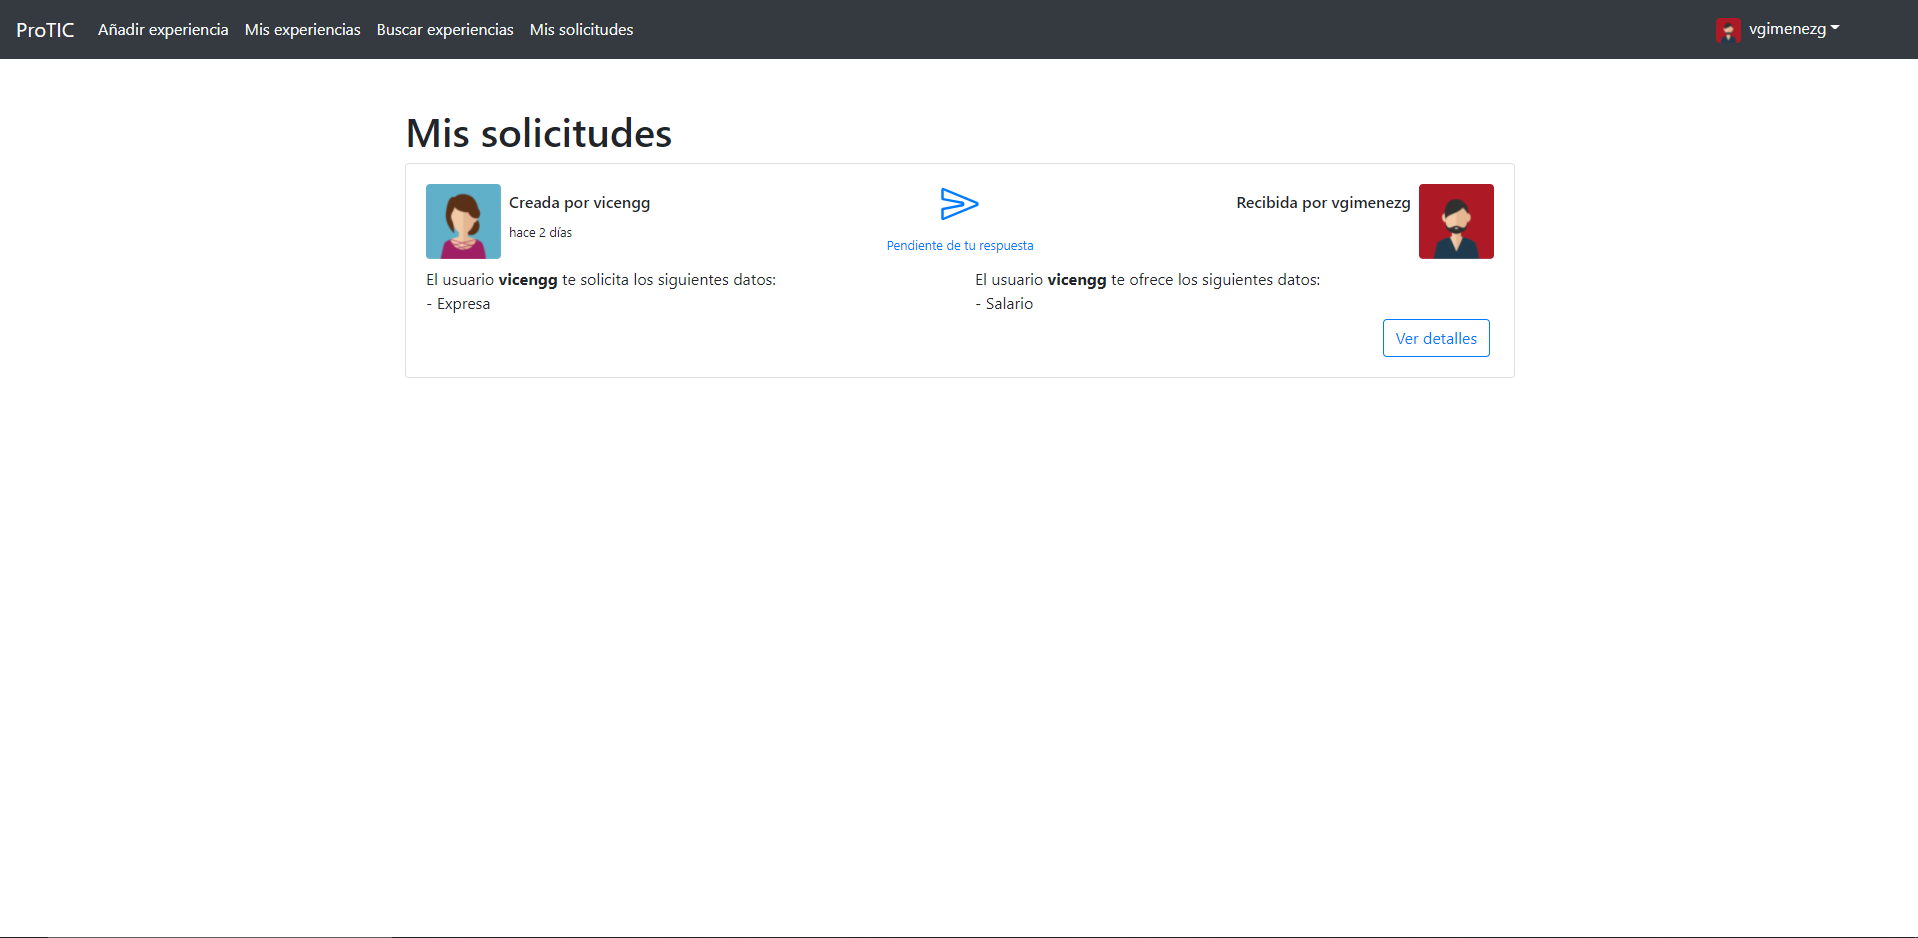 ProTIC Añadir experiencia Mis experiencias Buscar experiencias Mis solicitudes vgimenezg
Mis solicitudes
Creada por vicengg
hace 2 días
Pendiente de tu respuesta
Recibida por vgimenezg
El usuario vicengg te solicita los siguientes datos:
- Expresa
El usuario vicengg te ofrece los siguientes datos:
- Salario
Ver detalles